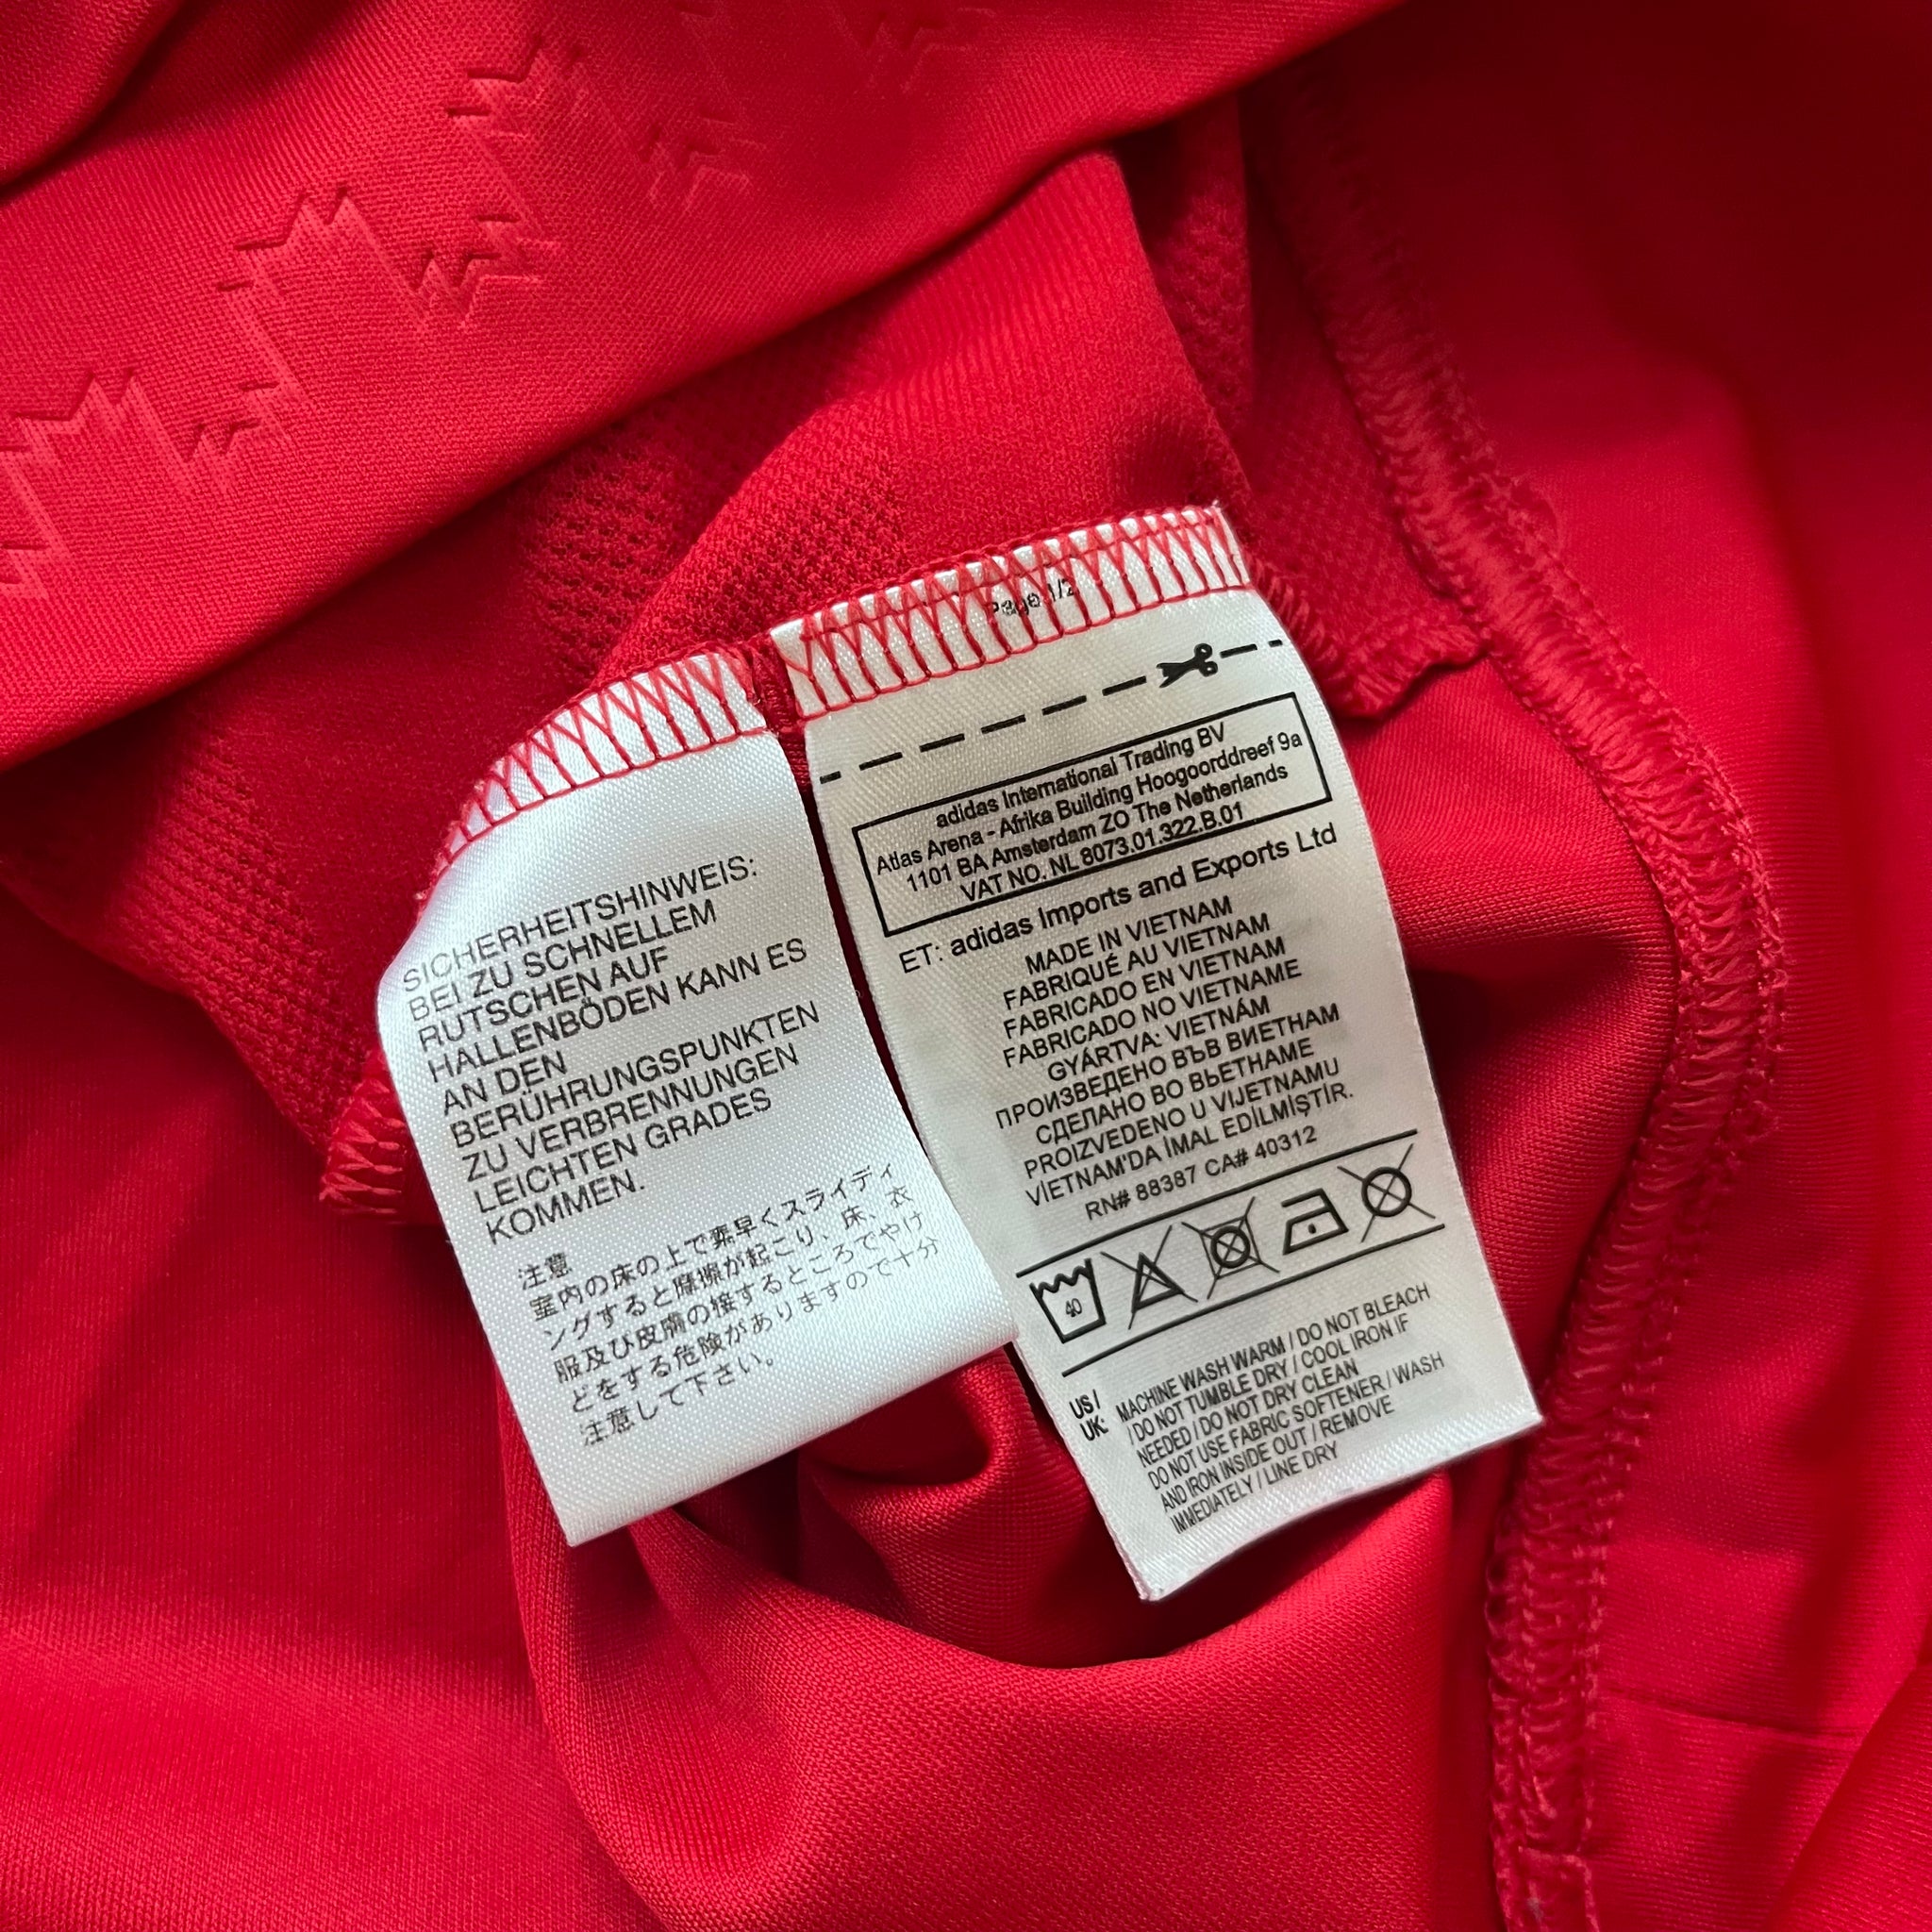 SICHERHEITSHINWEIS:
BEI ZU SCHNELLEM
RUTSCHEN AUF
HALLENBÖDEN KANN ES
AN DEN
BERÜHRUNGSPUNKTEN
ZU VERBRENNUNGEN
LEICHTEN GRADES
KOMMEN.
注意
室内の床の上で素早くスライディ
ングすると摩擦が起こり、床、衣
服及び皮膚の接するところでやけ
どをする危険がありますので十分
注意して下さい。
Page 1/2
adidas International Trading BV
Atlas Arena - Afrika Building Hoogoorddreef 9a
1101 BA Amsterdam ZO The Netherlands
VAT NO. NL 8073.01.322.B.01
ET: adidas Imports and Exports Ltd
MADE IN VIETNAM
FABRIQUÉ AU VIETNAM
FABRICADO EN VIETNAM
FABRICADO NO VIETNAME
GYÁRTVA: VIETNÁM
ПРОИЗВЕДЕНО ВЪВ ВИЕТНАМ
СДЕЛАНО ВО ВЬЕТНАМЕ
PROIZVEDENO U VIJETNAMU
VİETNAM'DA İMAL EDİLMİŞTİR.
RN# 88387 CA# 40312
40
US / UK:
MACHINE WASH WARM / DO NOT BLEACH
/ DO NOT TUMBLE DRY / COOL IRON IF
NEEDED / DO NOT DRY CLEAN
DO NOT USE FABRIC SOFTENER / WASH
AND IRON INSIDE OUT / REMOVE
IMMEDIATELY / LINE DRY